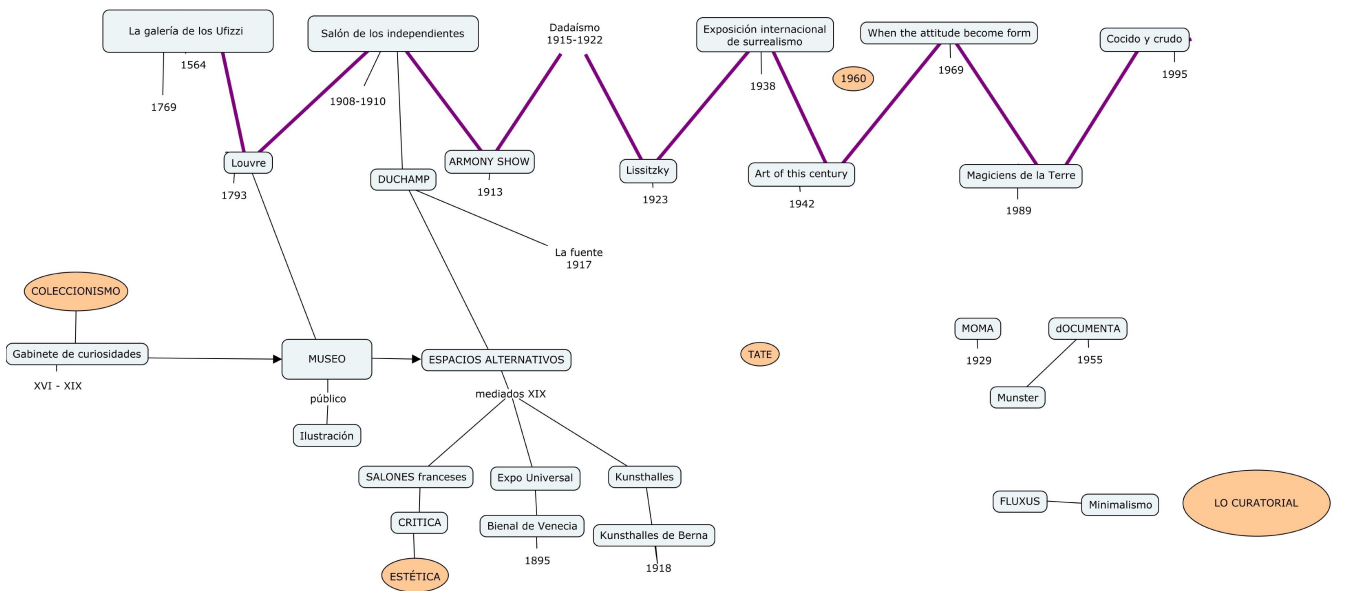 La galería de los Ufizzi
1564
1769
Salón de los independientes
1908-1910
Dadaísmo
1915-1922
Exposición internacional
de surrealismo
1938
1960
When the attitude become form
1969
Cocido y crudo
1995
Louvre
1793
DUCHAMP
ARMONY SHOW
1913
Lissitzky
1923
Art of this century
1942
Magiciens de la Terre
1989
La fuente
1917
COLECCIONISMO
Gabinete de curiosidades
XVI - XIX
MUSEO
público
Ilustración
ESPACIOS ALTERNATIVOS
mediados XIX
TATE
MOMA
1929
dOCUMENTA
1955
Munster
SALONES franceses
CRITICA
ESTÉTICA
Expo Universal
Bienal de Venecia
1895
Kunsthalles
Kunsthalles de Berna
1918
FLUXUS
Minimalismo
LO CURATORIAL